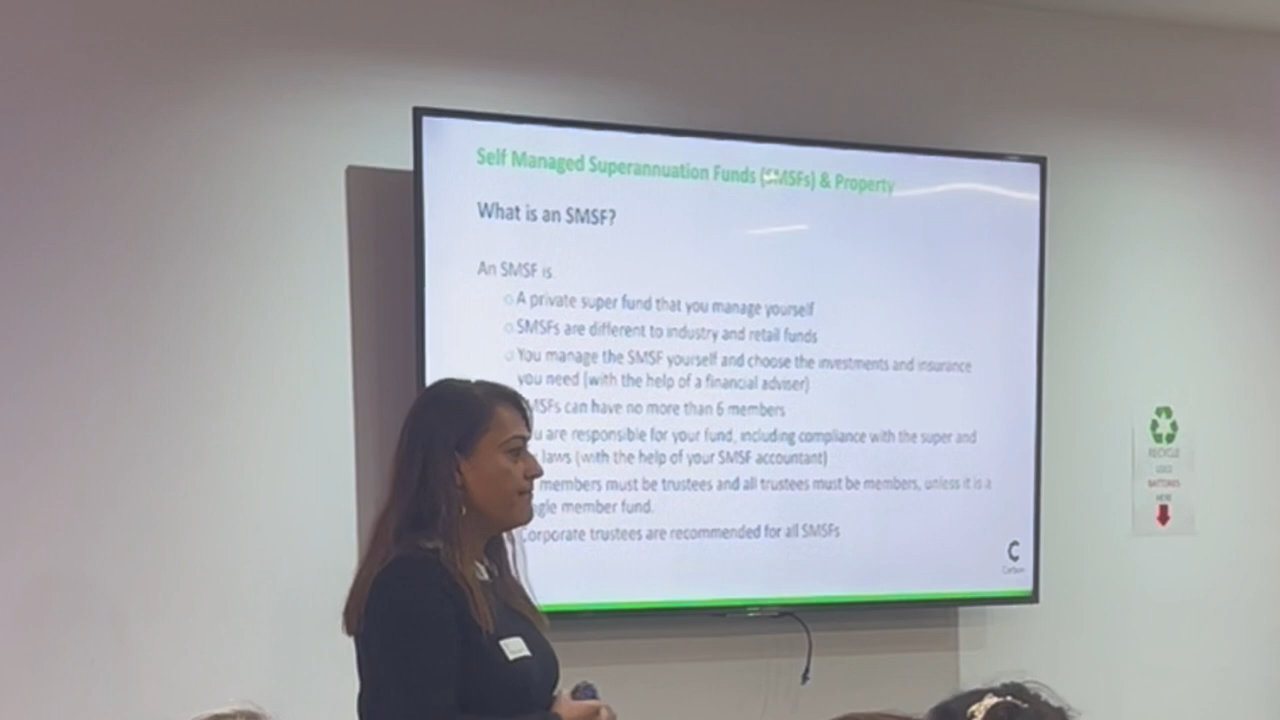 Self Managed Superannuation Funds (SMSFs) & Property
What is an SMSF?
An SMSF is
A private super fund that you manage yourself
SMSFs are different to industry and retail funds
You manage the SMSF yourself and choose the investments and insurance
you need (with the help of a financial adviser)
MSFs can have no more than 6 members
u are responsible for your fund, including compliance with the super and
laws (with the help of your SMSF accountant)
members must be trustees and all trustees must be members, unless it is a
gle member fund.
Corporate trustees are recommended for all SMSFs
C
Carbon
RECYCLE
USED
BATTERIES
HERE